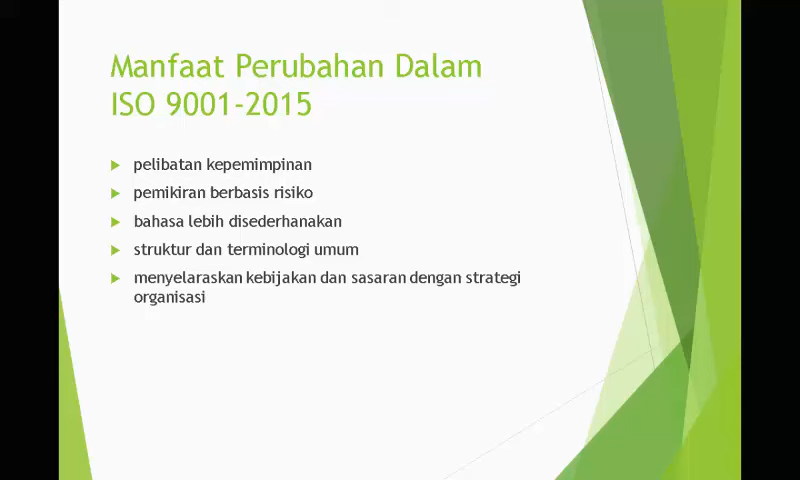 Manfaat Perubahan Dalam
ISO 9001-2015
pelibatan kepemimpinan
pemikiran berbasis risiko
bahasa lebih disederhanakan
struktur dan terminologi umum
menyelaraskan kebijakan dan sasaran dengan strategi
organisasi